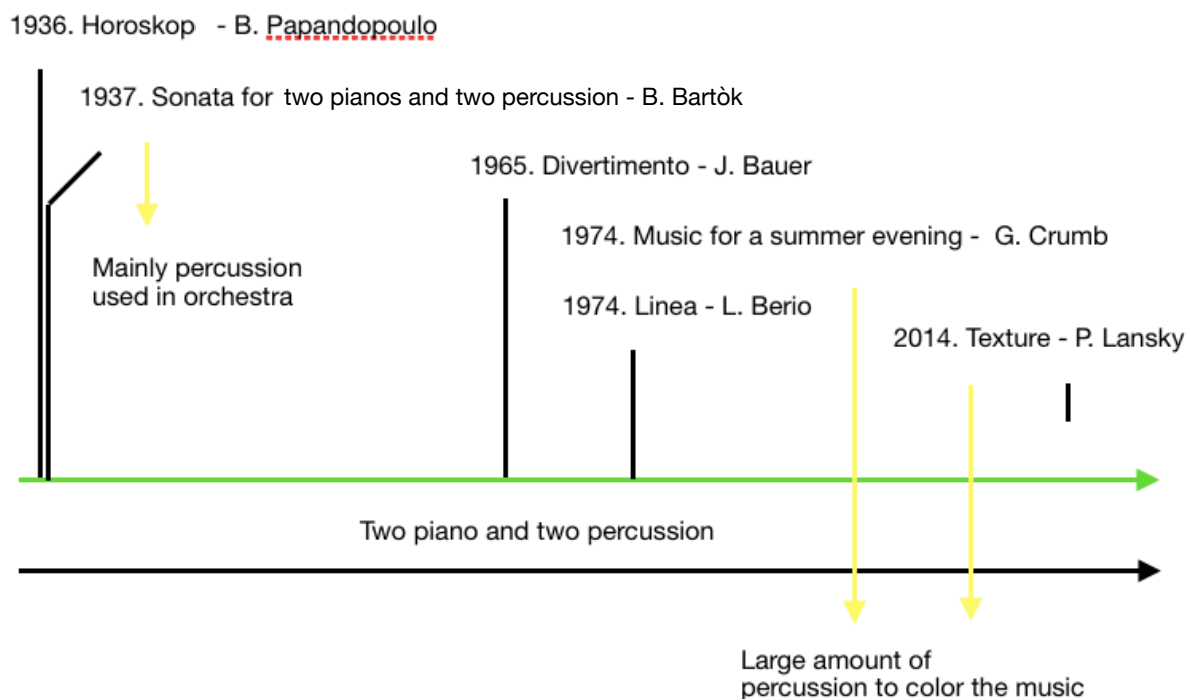 1936. Horoskop - B. Papandopoulo
1937. Sonata for two pianos and two percussion - B. Bartòk
1965. Divertimento - J. Bauer
1974. Music for a summer evening - G. Crumb
Mainly percussion
used in orchestra
1974. Linea - L. Berio
2014. Texture - P. Lansky
Two piano and two percussion
Large amount of
percussion to color the music